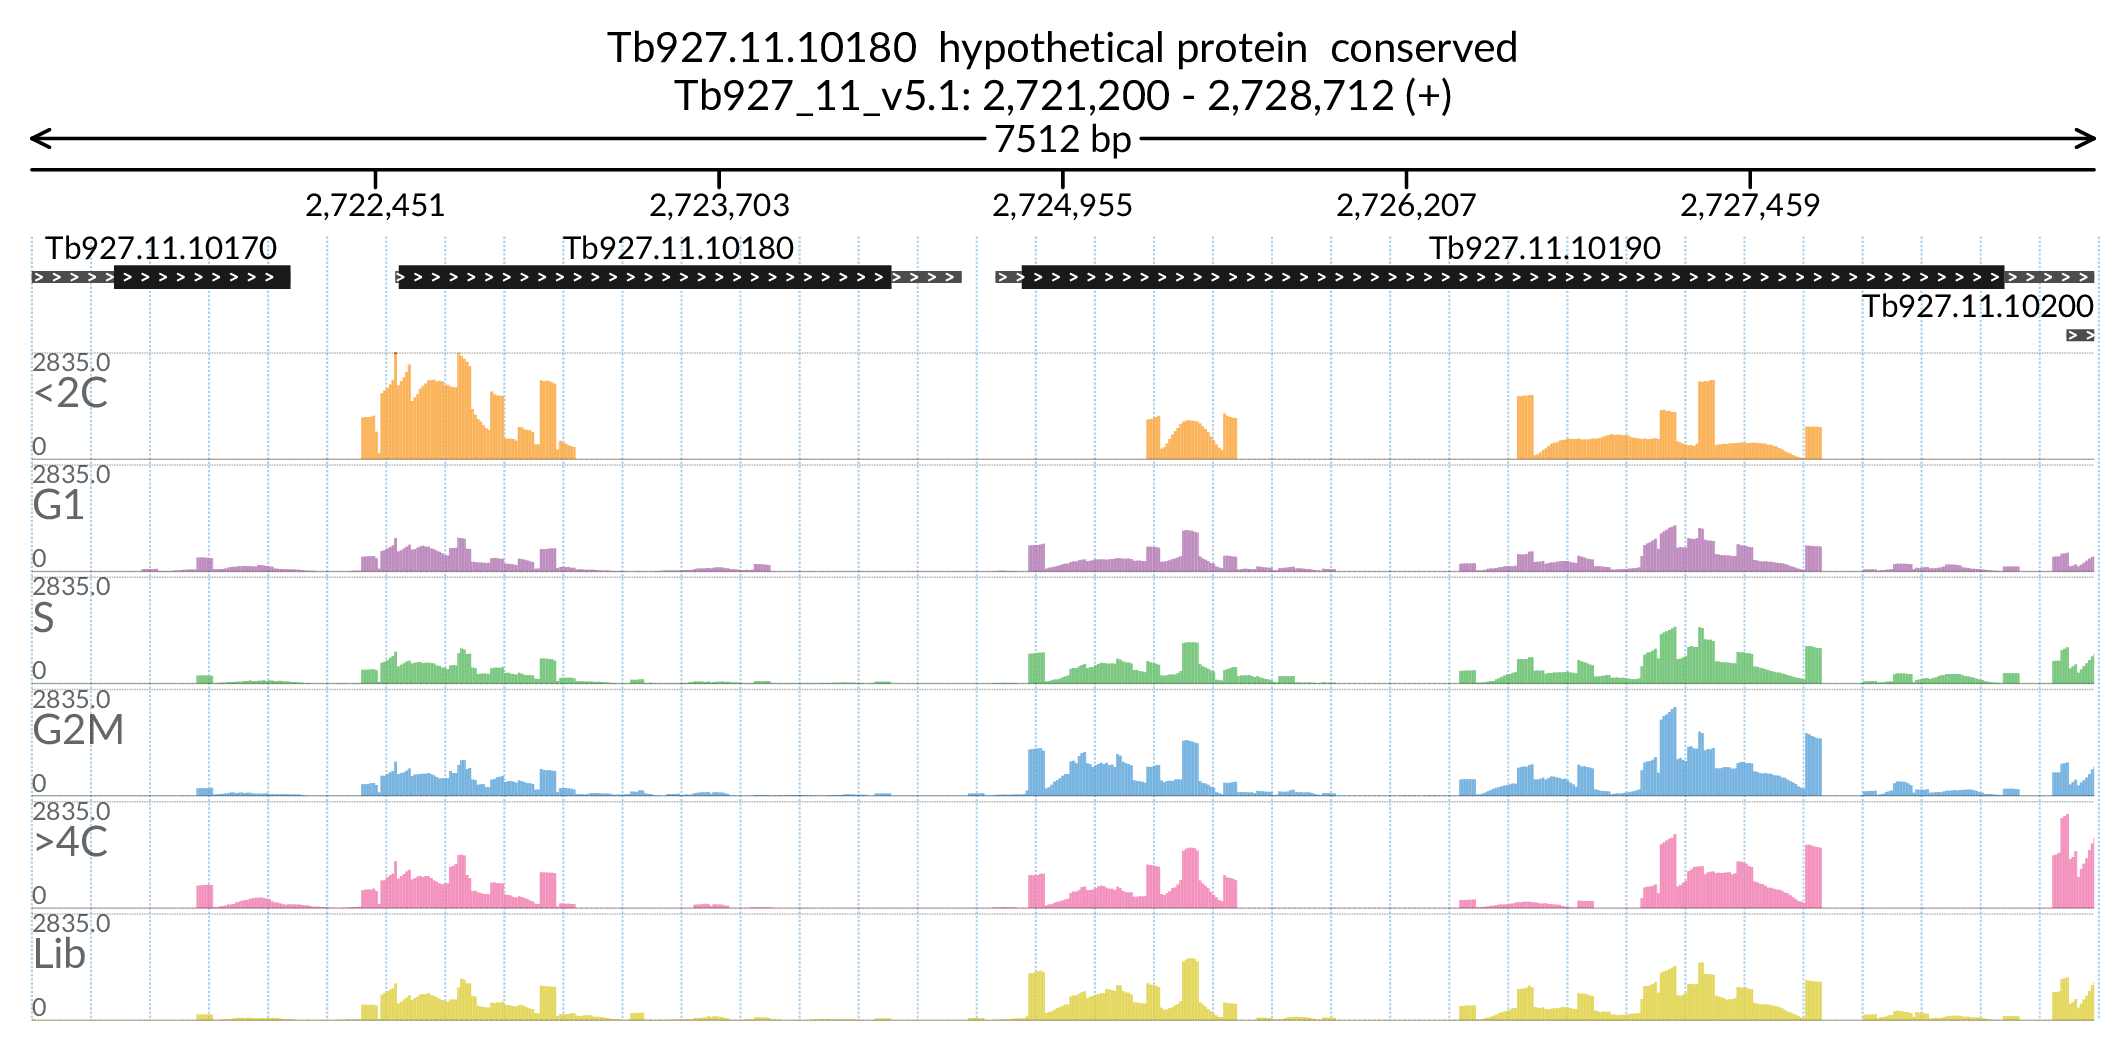 Tb927.11.10180 hypothetical protein conserved
Tb927_11_v5.1: 2,721,200 - 2,728,712 (+)
7512 bp
2,722,451 2,723,703 2,724,955 2,726,207 2,727,459
Tb927.11.10170 Tb927.11.10180 Tb927.11.10190
Tb927.11.10200
2835.0
<2C
0
2835.0
G1
0
2835.0
S
0
2835.0
G2M
0
2835.0
>4C
0
2835.0
Lib
0